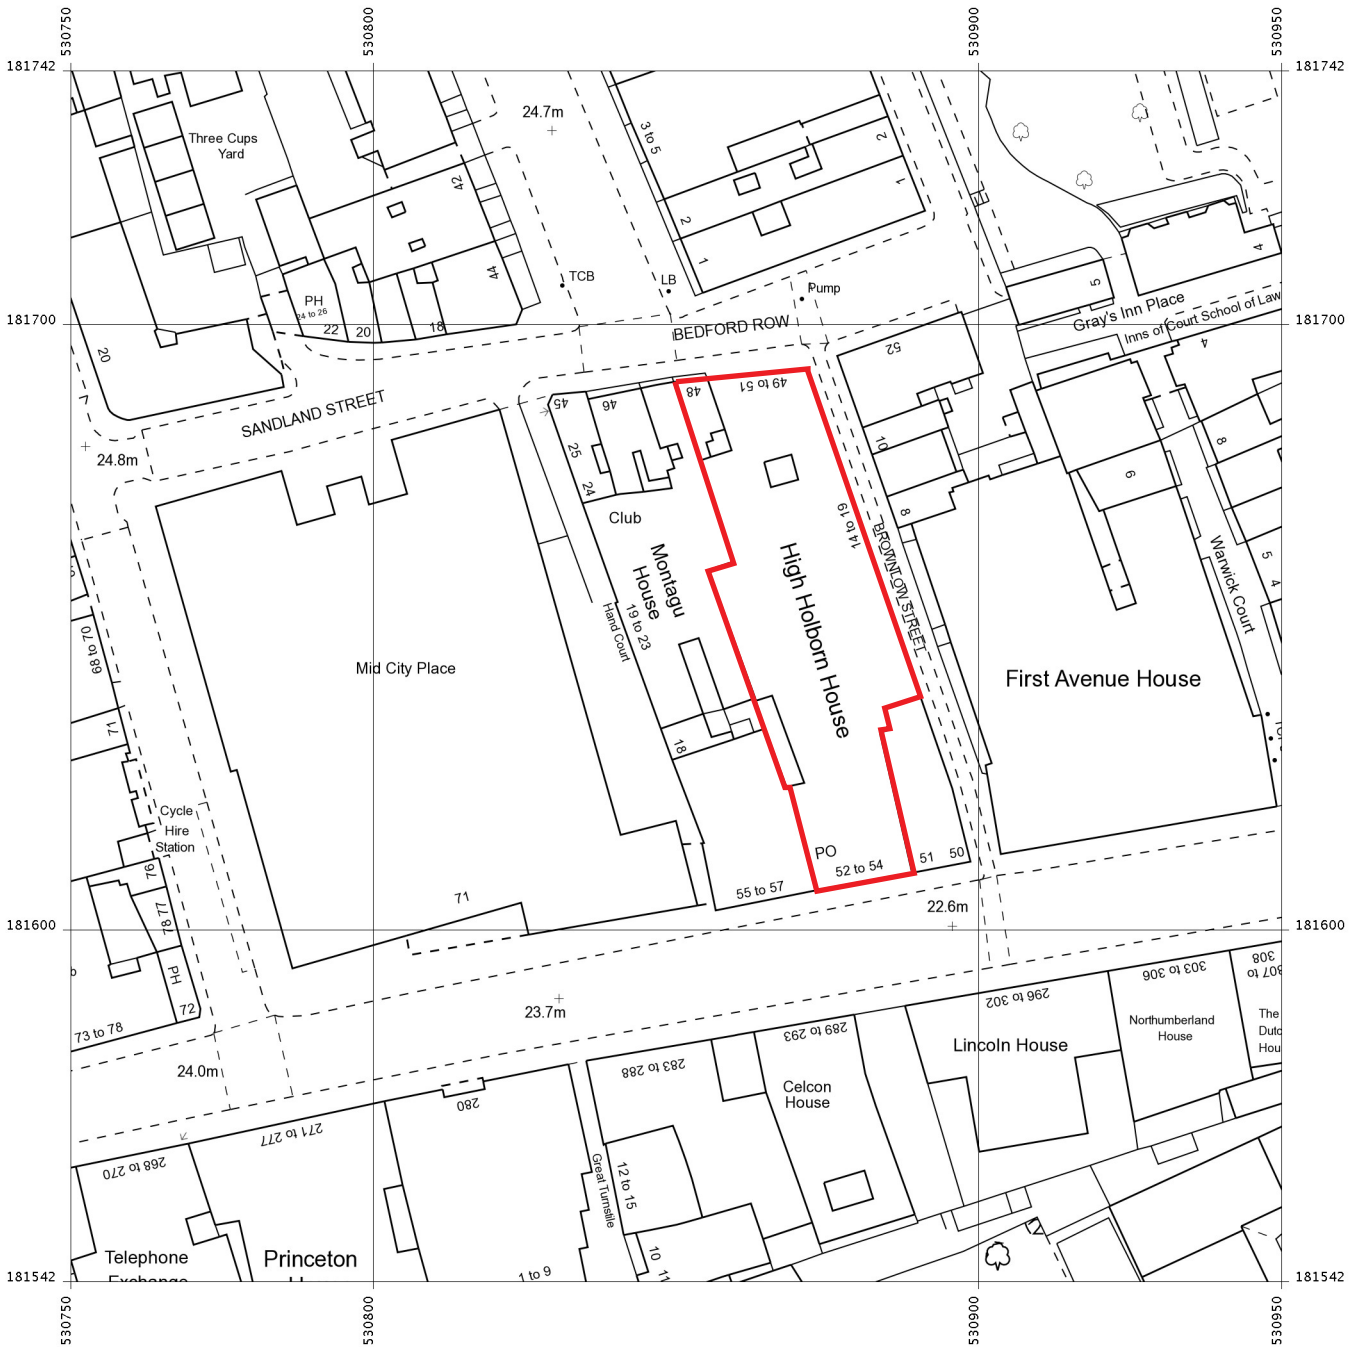 530750
530800
530900
530950
181742
181742
24.7m
Three Cups
Yard
3 to 5
2
1
2
1
42
44
TCB
LB
Pump
PH
24 to 26
22
20
18
20
5
4
Gray's Inn Place
Inns of Court School of Law
4
181700
181700
BEDFORD ROW
52
SANDLAND STREET
45
46
48
49 to 51
25
24
10
8
8
9
24.8m
Club
Montagu
House
19 to 23
Hand Court
High Holborn House
14 to 19
BROWNLOW STREET
Warwick Court
5
4
68 to 70
71
Mid City Place
First Avenue House
18
Cycle
Hire
Station
76
78 77
PH
72
73 to 78
71
PO
52 to 54
51
50
55 to 57
22.6m
181600
181600
23.7m
24.0m
296 to 302
303 to 306
307 to
308
Northumberland
House
The
Dutc
Hou
Lincoln House
289 to 293
283 to 288
Celcon
House
280
271 to 277
268 to 270
Great Turnstile
12 to 15
10
11
1 to 9
Telephone
Exchange
Princeton
181542
181542
530750
530800
530900
530950